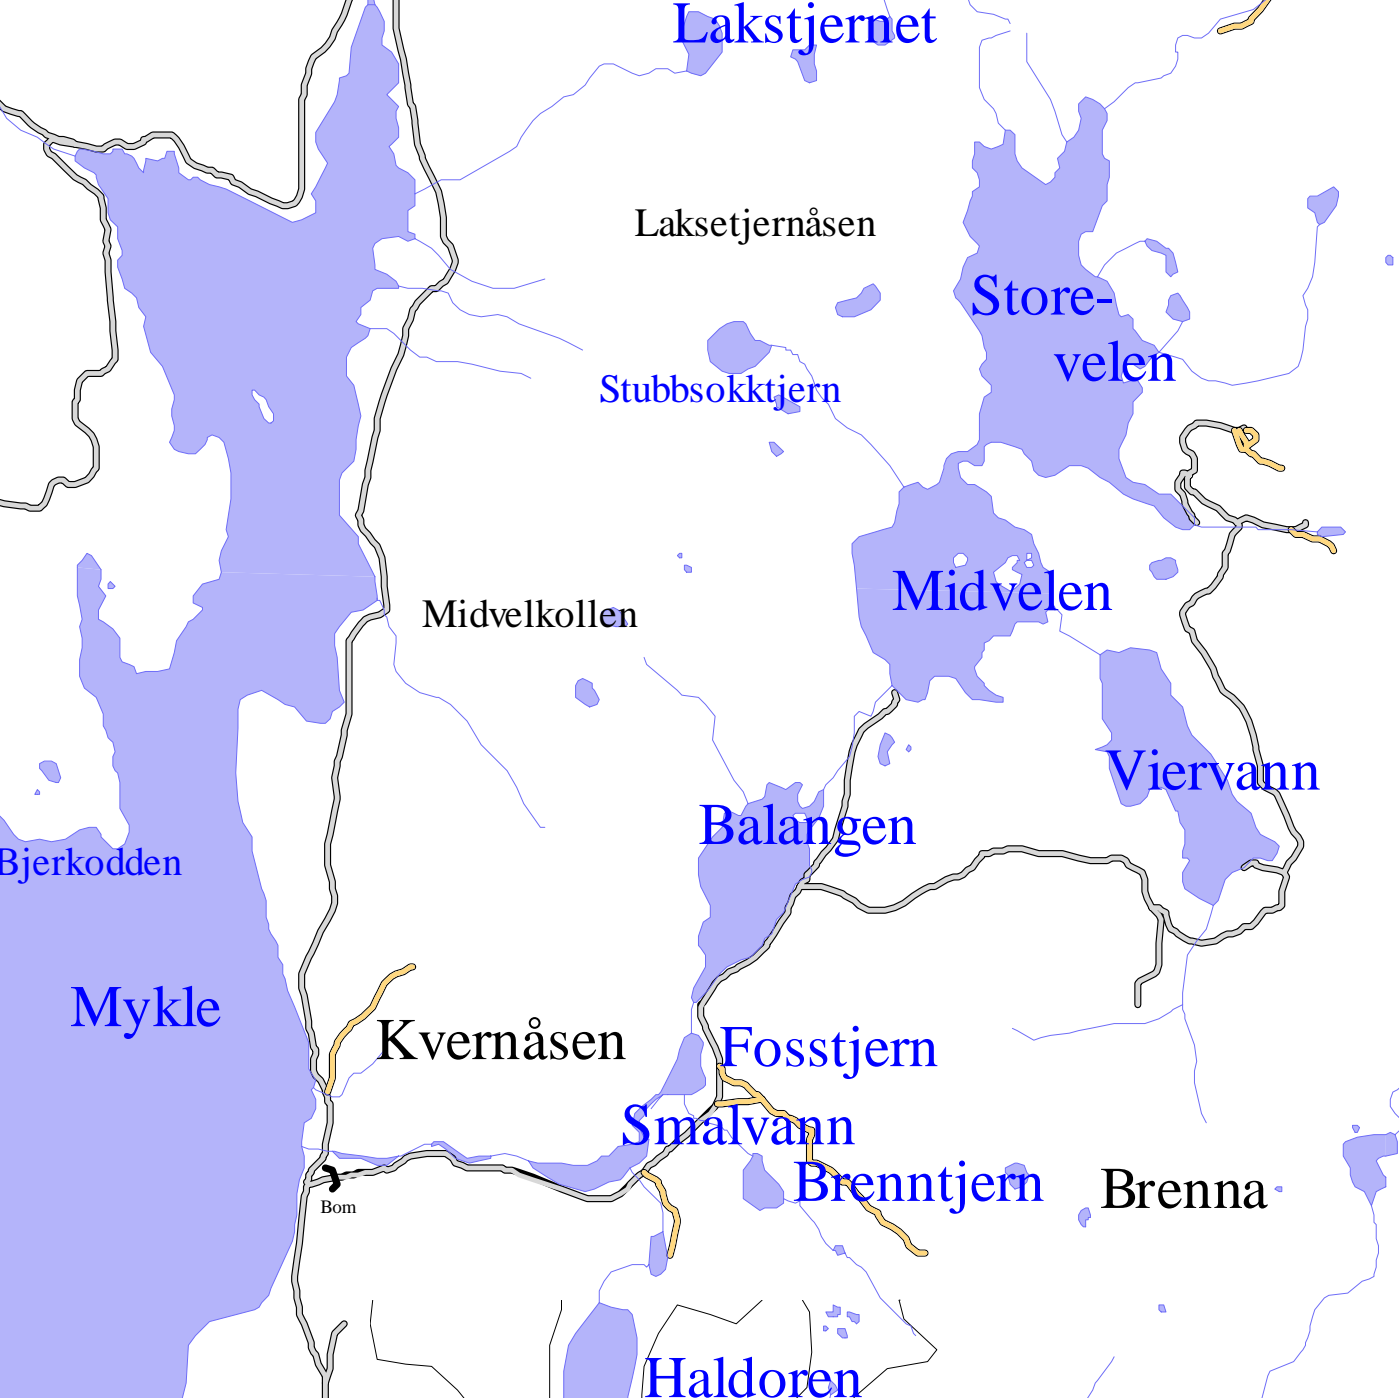 Lakstjernet
Laksetjernåsen
Store-
velen
Stubbsokktjern
Midvelen
Midvelkollen
Viervann
Balangen
Bjerkodden
Mykle
Kvernåsen
Fosstjern
Smalvann
Brenntjern
Brenna
Bom
Haldoren